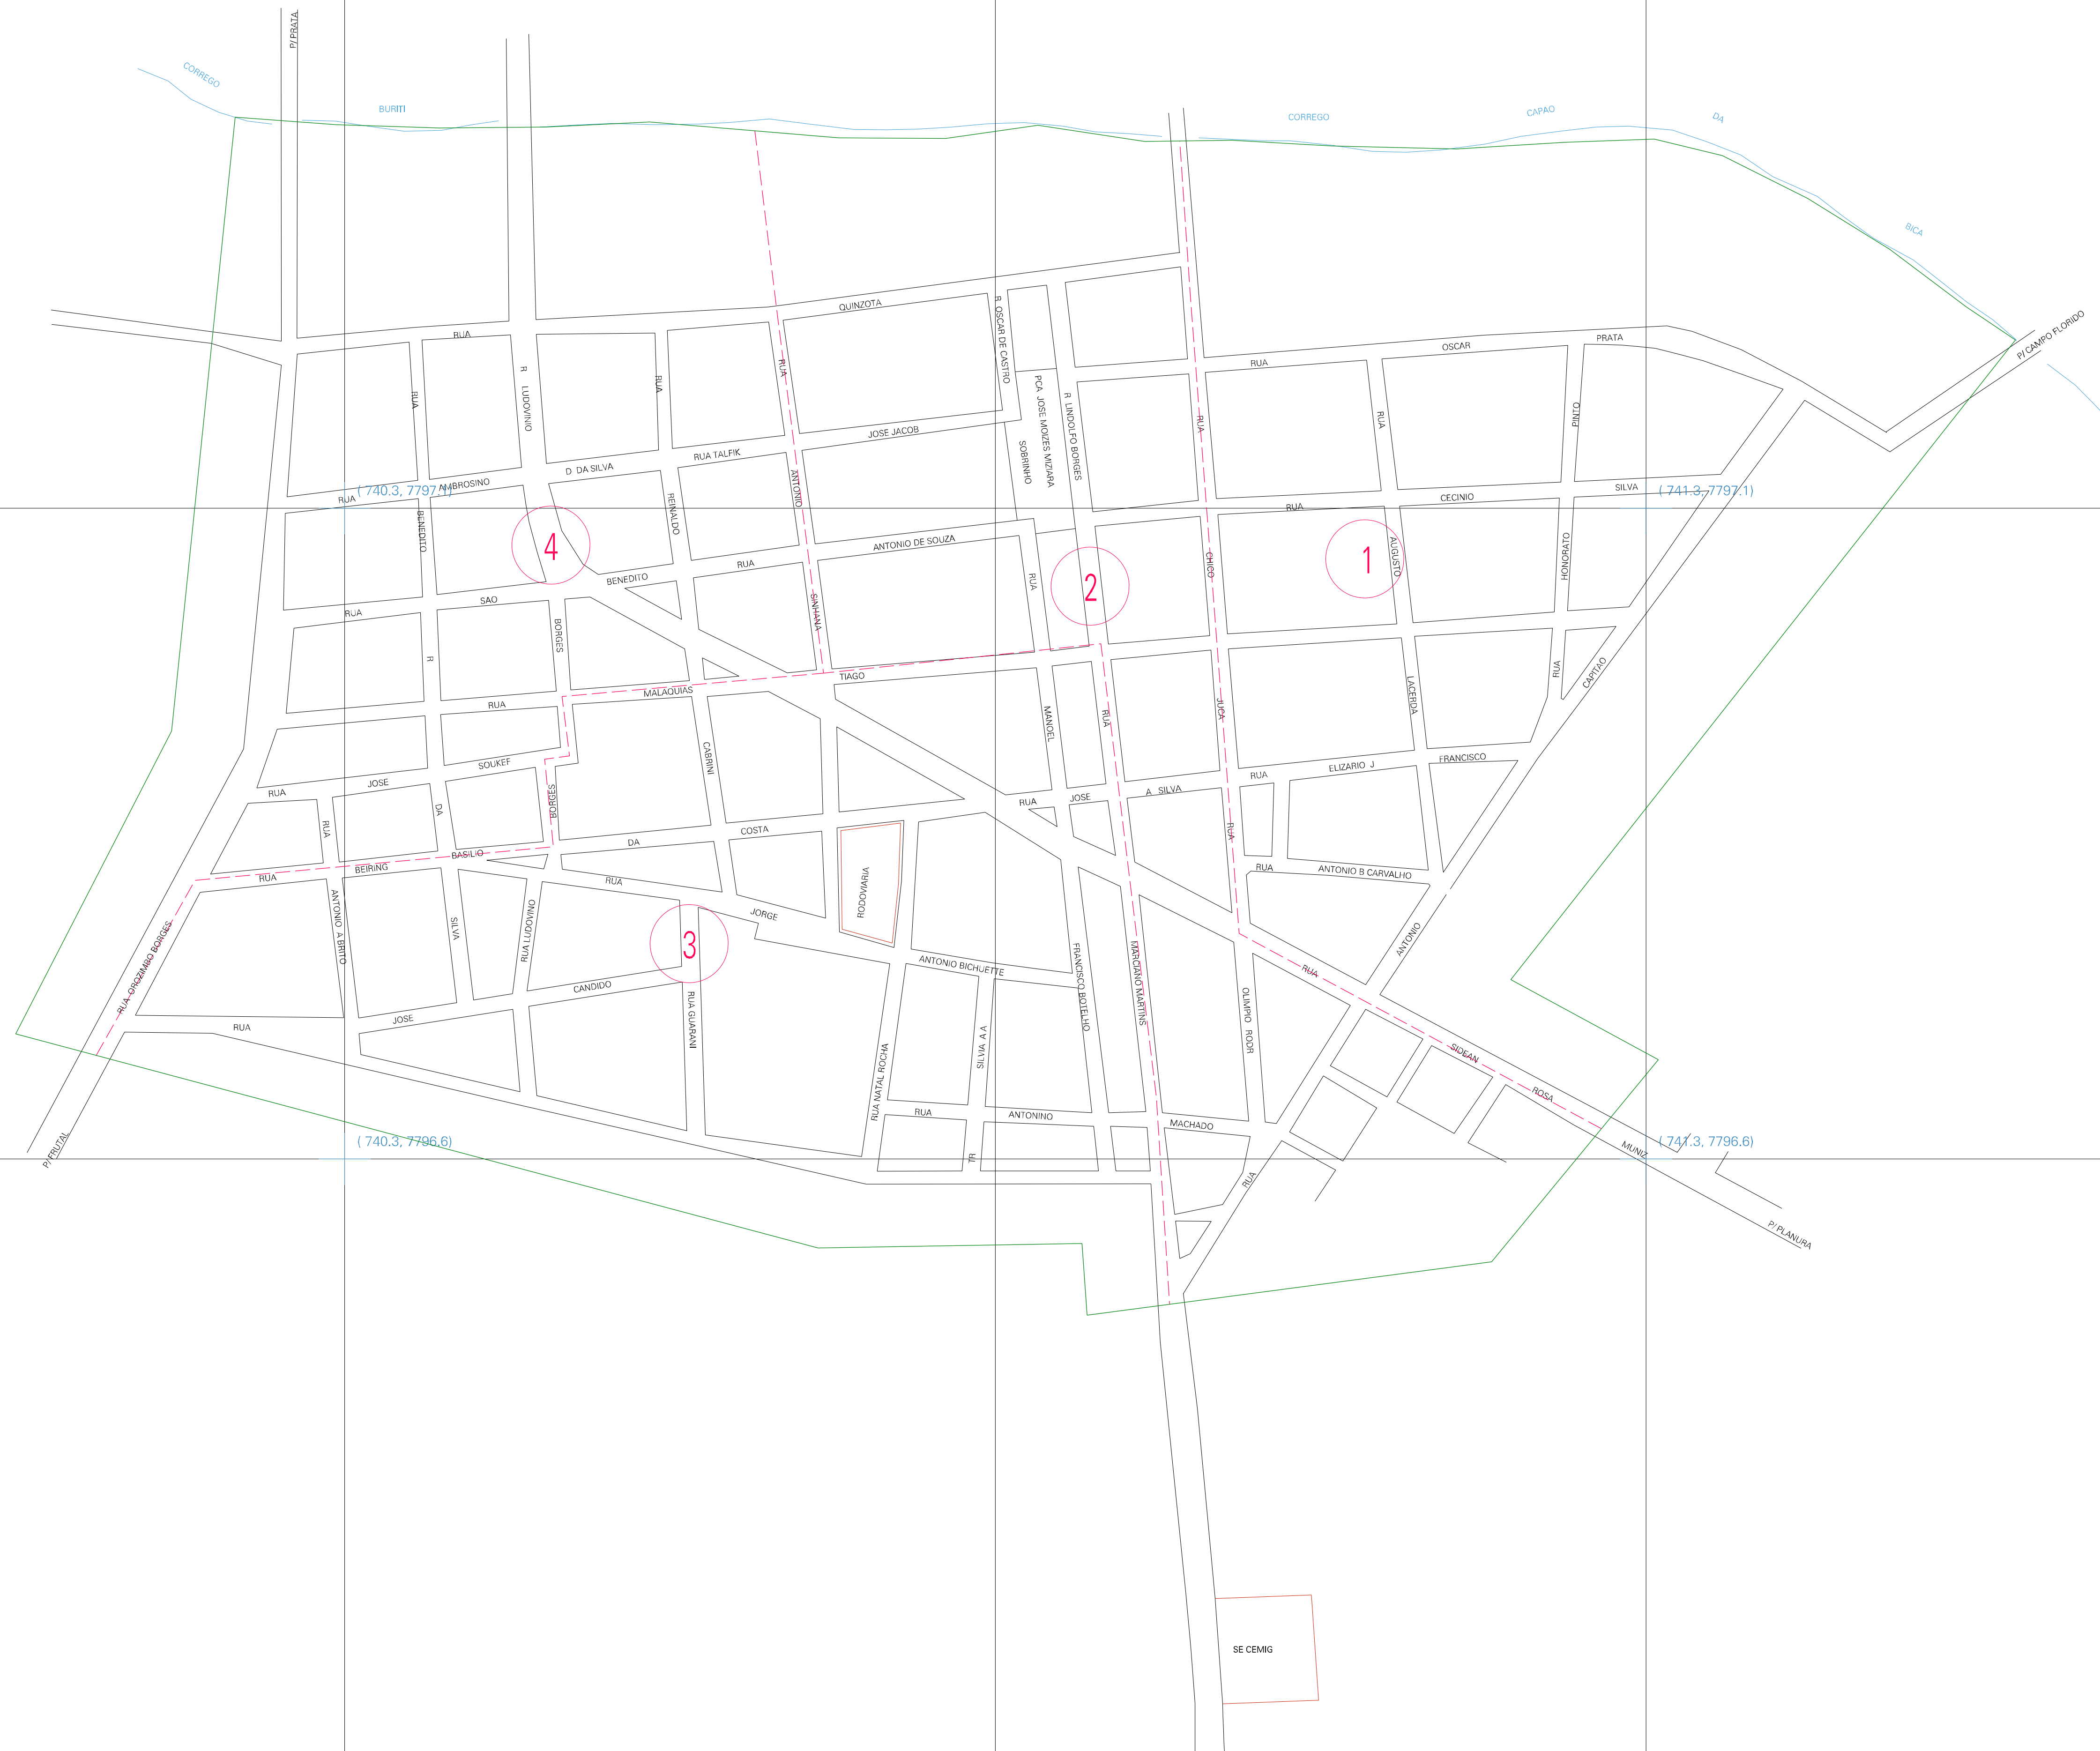 P/ PRATA
CORREGO
BURITI
CORREGO
CAPAO
DA
BICA
P/ CAMPO FLORIDO
QUINZOTA
RUA
R OSCAR DE CASTRO
SOBRINHO
PCA JOSE MOIZES MIZIARA
R LINDOLFO BORGES
RUA
OSCAR
PRATA
RUA
R LUDOVINO
RUA
RUA
RUA
RUA
PINTO
JOSE JACOB
RUA TALFIK
D DA SILVA
AMBROSINO
RUA
( 740.3, 7797.1)
BENEDITO
REINALDO
ANTONIO
RUA
CECINIO
SILVA
( 741.3, 7797.1)
4
ANTONIO DE SOUZA
RUA
BENEDITO
SAO
RUA
BORGES
SINHANA
RUA
2
CHICO
1
AUGUSTO
HONORATO
R
RUA
CAPITAO
TIAGO
MALAQUIAS
RUA
MANOEL
RUA
JUCA
LACERDA
CABRINI
SOUKEF
JOSE
RUA
FRANCISCO
ELIZARIO J
RUA
A SILVA
JOSE
RUA
BORGES
DA
RUA
COSTA
DA
BASILIO
BEIRING
RUA
RUA
RUA
ANTONIO B CARVALHO
RUA
JORGE
RODOVIARIA
RUA OROZIMBO BORGES
ANTONIO A BRITO
SILVA
RUA LUDOVINO
3
ANTONIO BICHUETTE
FRANCISCO BOTELHO
MARCIANO MARTINS
ANTONIO
RUA
CANDIDO
JOSE
RUA
RUA GUARANI
OLIMPIO RODR
SILVIA A A
RUA NATAL ROCHA
SIDEAN
ROSA
RUA
ANTONINO
MACHADO
P/ FRUTAL
( 740.3, 7796.6)
( 741.3, 7796.6)
MUNIZ
TR
RUA
P/ PLANURA
SE CEMIG